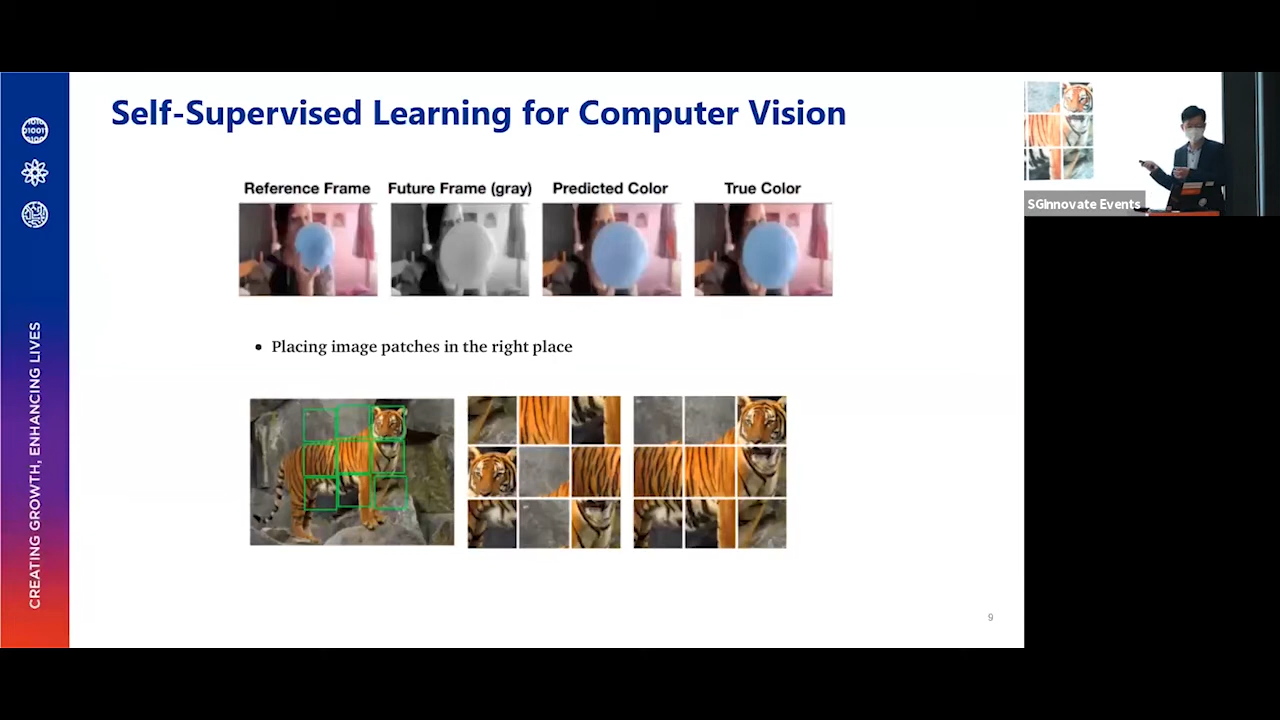 Self-Supervised Learning for Computer Vision
Reference Frame
Future Frame (gray)
Predicted Color
True Color
• Placing image patches in the right place
CREATING GROWTH, ENHANCING LIVES
9
SGInnovate Events